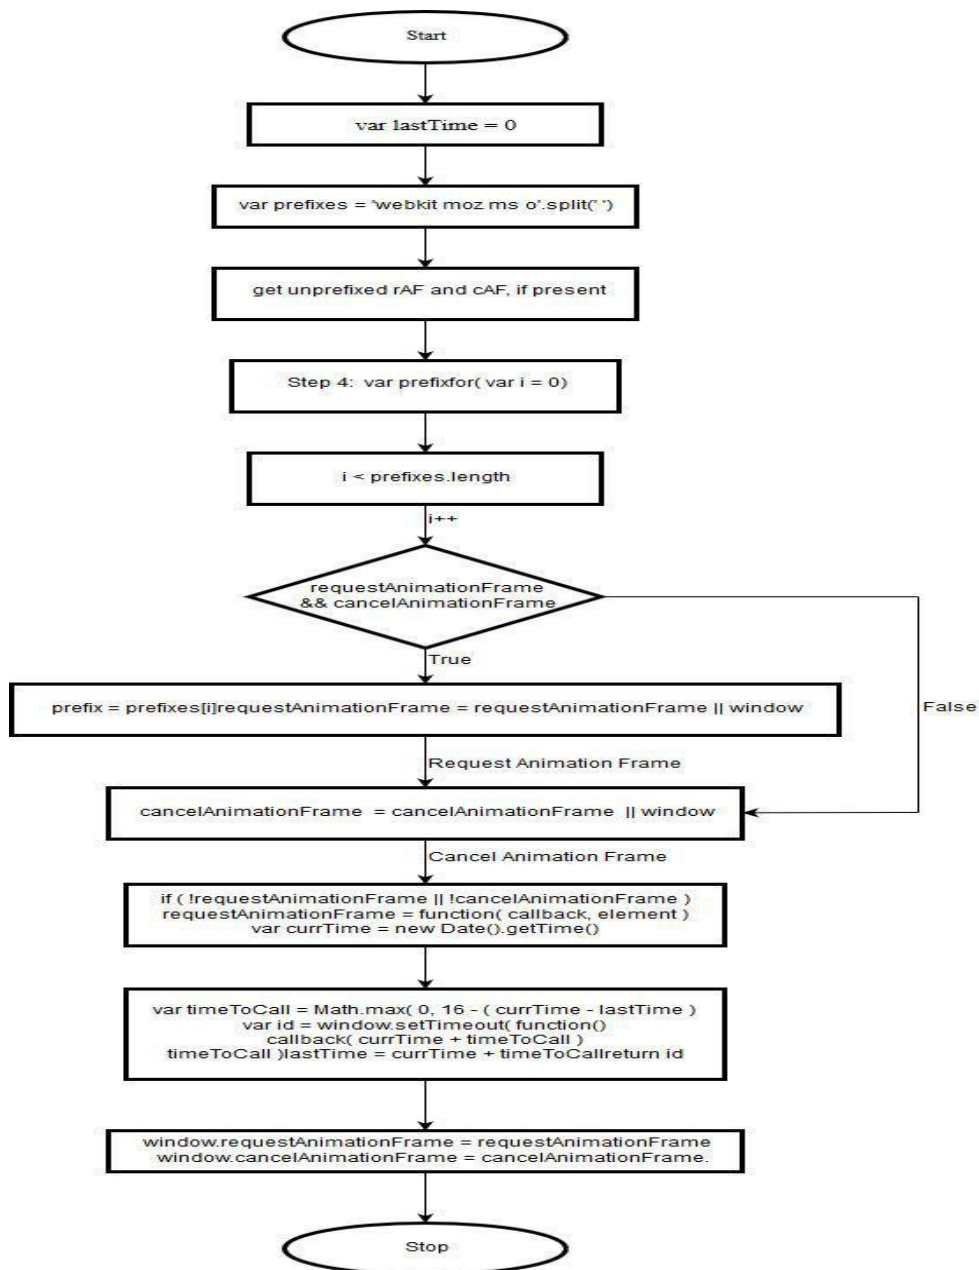 Start
var lastTime = 0
var prefixes = 'webkit moz ms o'.split(' ')
get unprefixed rAF and cAF, if present
Step 4: var prefixfor( var i = 0)
i < prefixes.length
i++
requestAnimationFrame
&& cancelAnimationFrame
True
False
prefix = prefixes[i]requestAnimationFrame = requestAnimationFrame || window
Request Animation Frame
cancelAnimationFrame = cancelAnimationFrame || window
Cancel Animation Frame
if ( !requestAnimationFrame || !cancelAnimationFrame )
requestAnimationFrame = function( callback, element )
var currTime = new Date().getTime()
var timeToCall = Math.max( 0, 16 - ( currTime - lastTime )
var id = window.setTimeout( function()
callback( currTime + timeToCall )
timeToCall )lastTime = currTime + timeToCallreturn id
window.requestAnimationFrame = requestAnimationFrame
window.cancelAnimationFrame = cancelAnimationFrame.
Stop